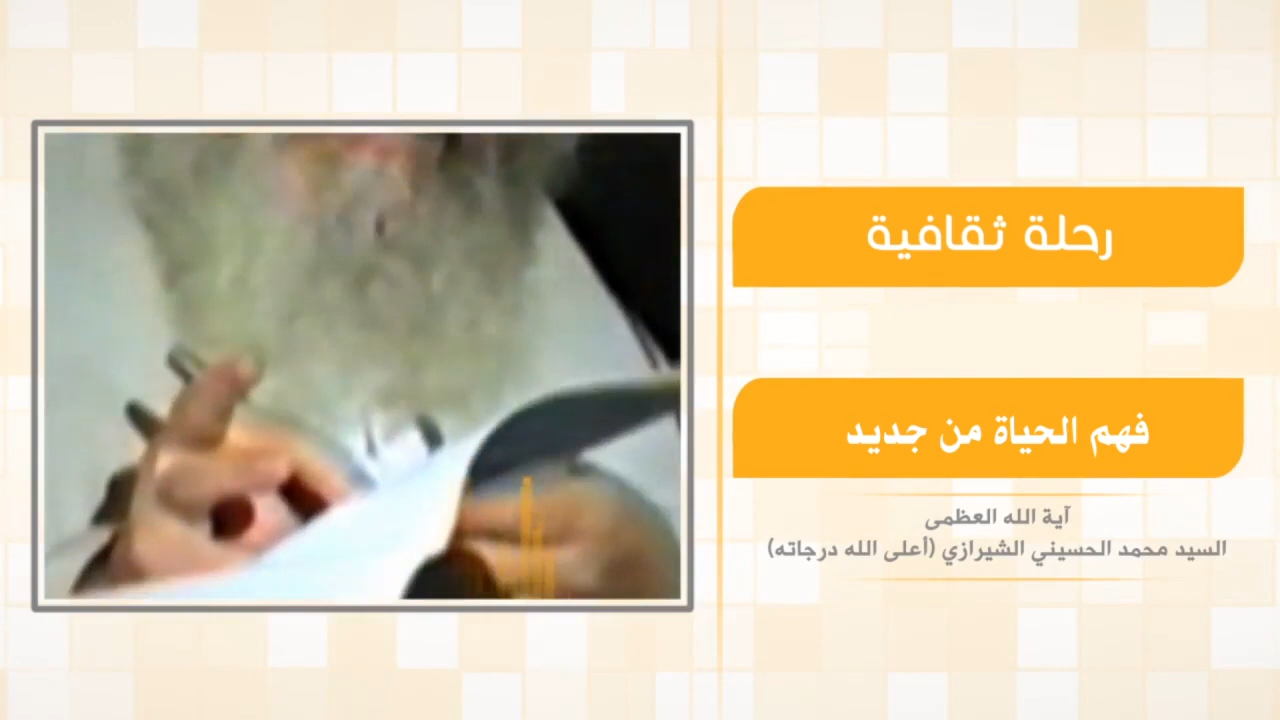 رحلة ثقافية
فهم الحياة من جديد
آية الله العظمى
السيد محمد الحسيني الشيرازي (أعلى الله درجاته)